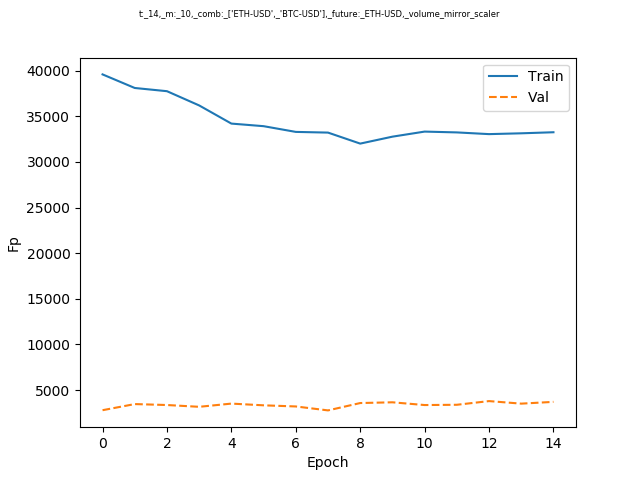 t:_14,_m:_10,_comb:_['ETH-USD',_'BTC-USD'],_future:_ETH-USD,_volume_mirror_scaler
Train
Val
40000
35000
30000
25000
20000
15000
10000
5000
Fp
0 2 4 6 8 10 12 14
Epoch